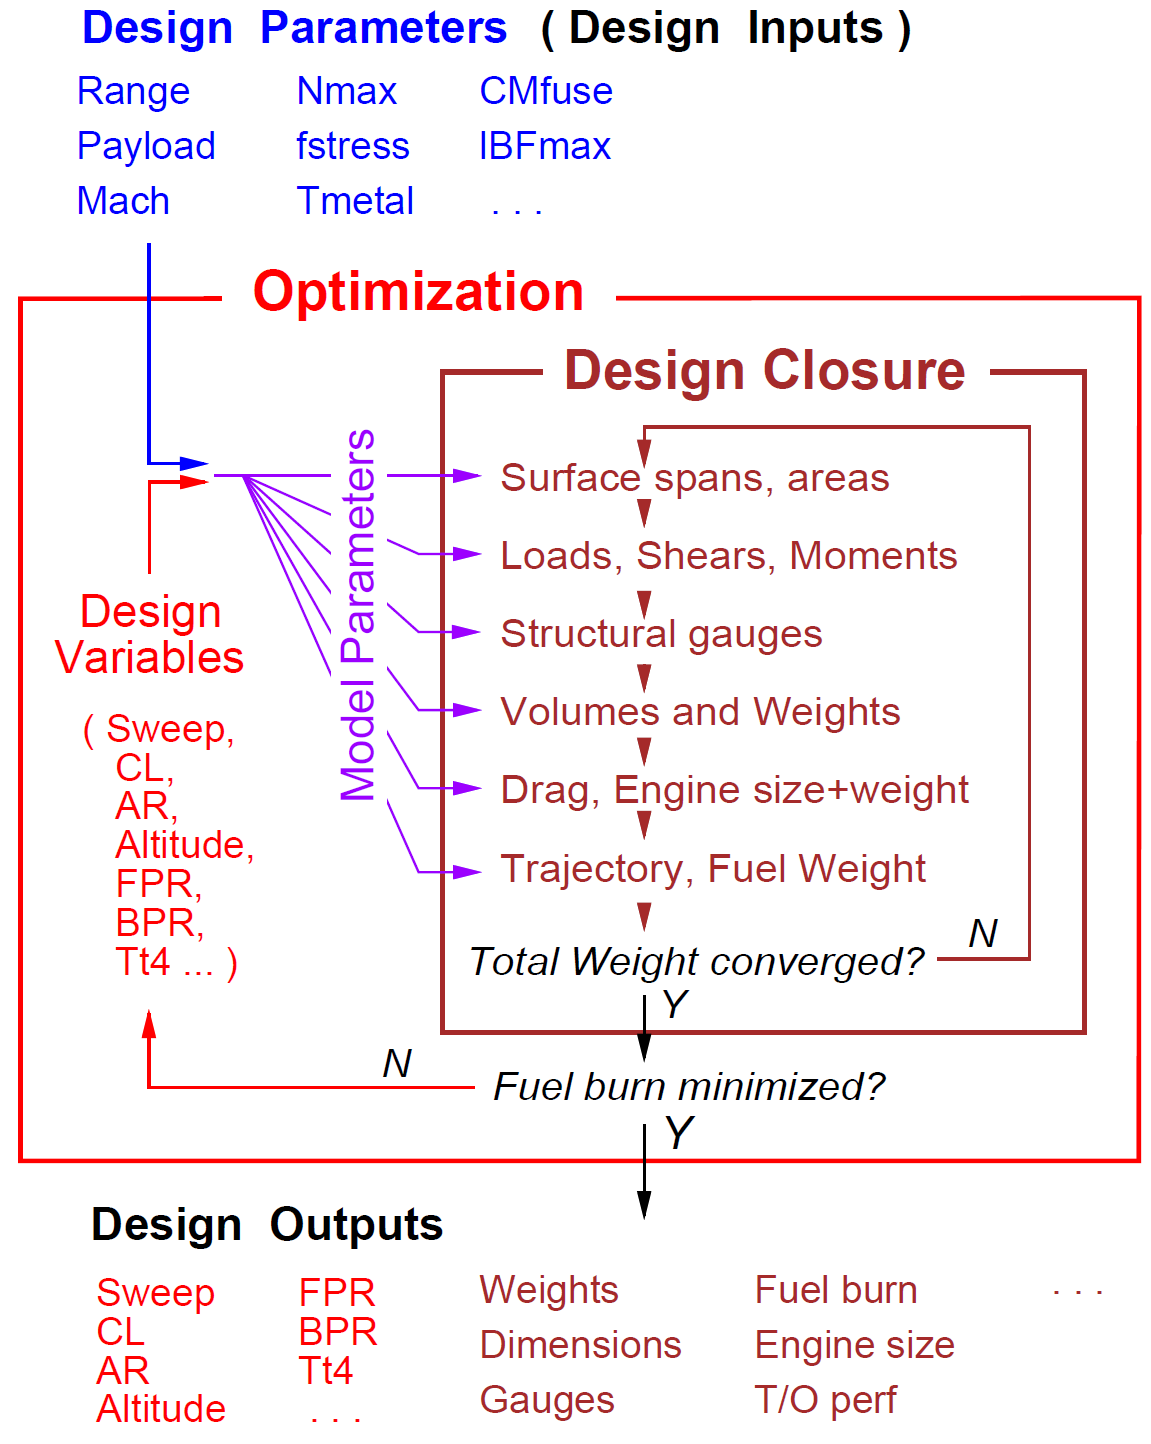 Design Parameters ( Design Inputs )
Range Nmax CMfuse
Payload fstress lBFmax
Mach Tmetal . . .
Optimization
Design Closure
Model Parameters
Surface spans, areas
Loads, Shears, Moments
Structural gauges
Volumes and Weights
Drag, Engine size+weight
Trajectory, Fuel Weight
Total Weight converged?
N
Y
Design
Variables
( Sweep,
CL,
AR,
Altitude,
FPR,
BPR,
Tt4 ... )
N
Fuel burn minimized?
Y
Design Outputs
Sweep FPR Weights Fuel burn . . .
CL BPR Dimensions Engine size
AR Tt4 Gauges T/O perf
Altitude . . .